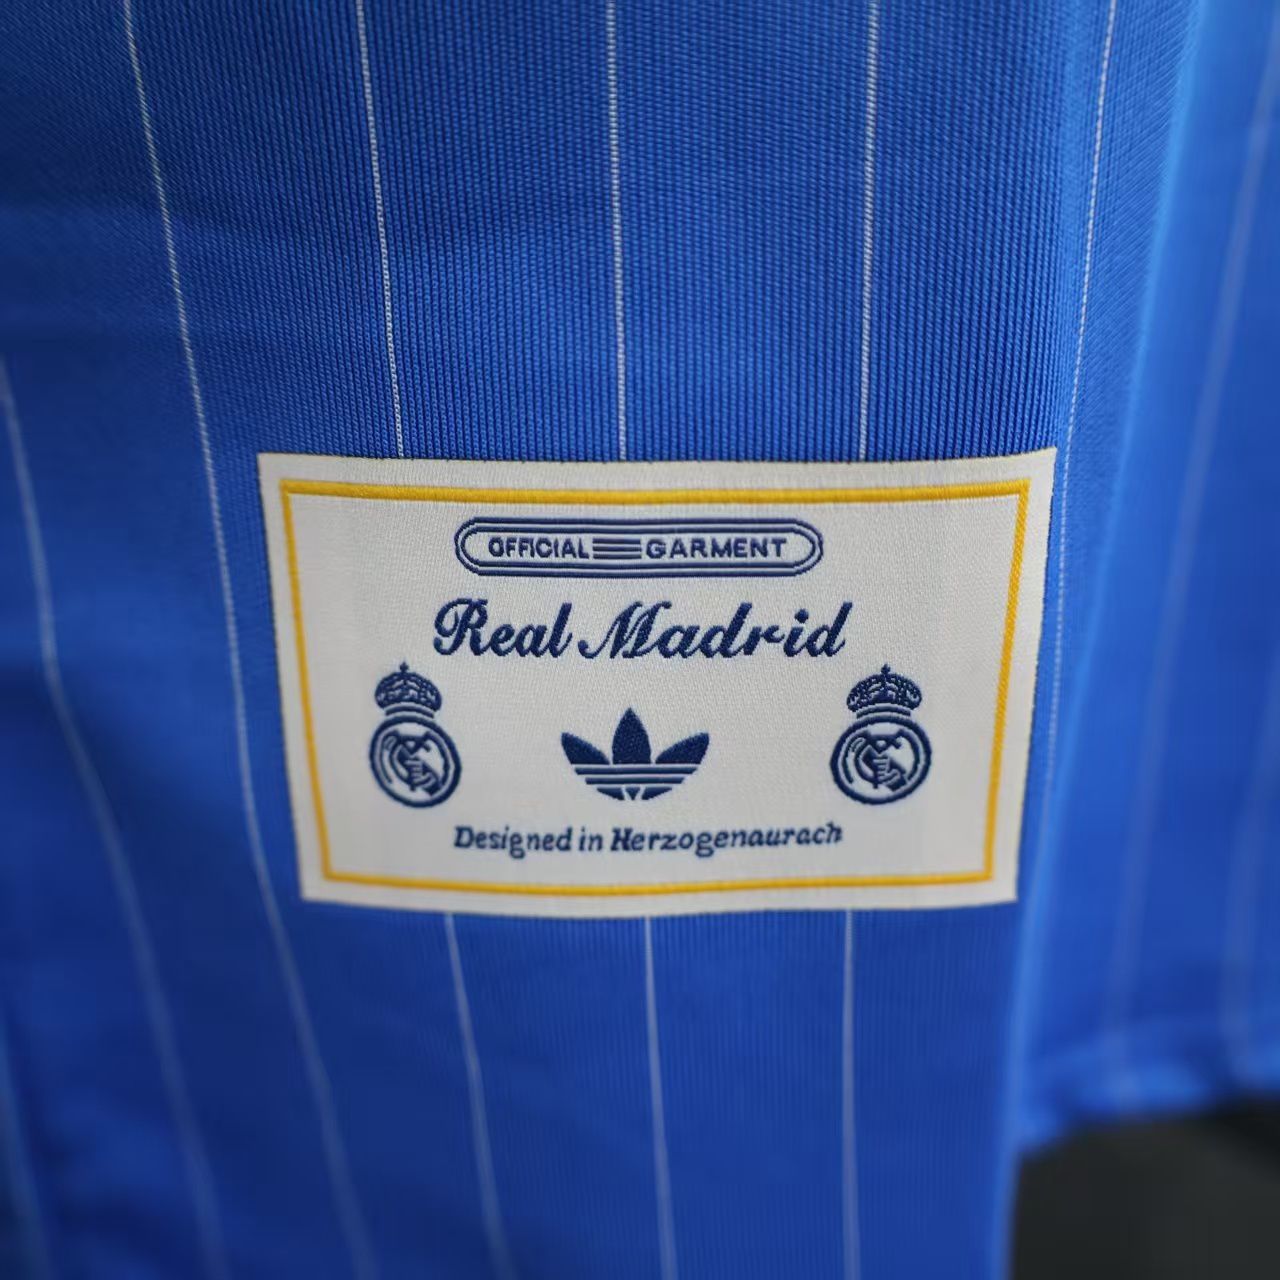 OFFICIAL GARMENT
Real Madrid
Designed in Herzogenaurach